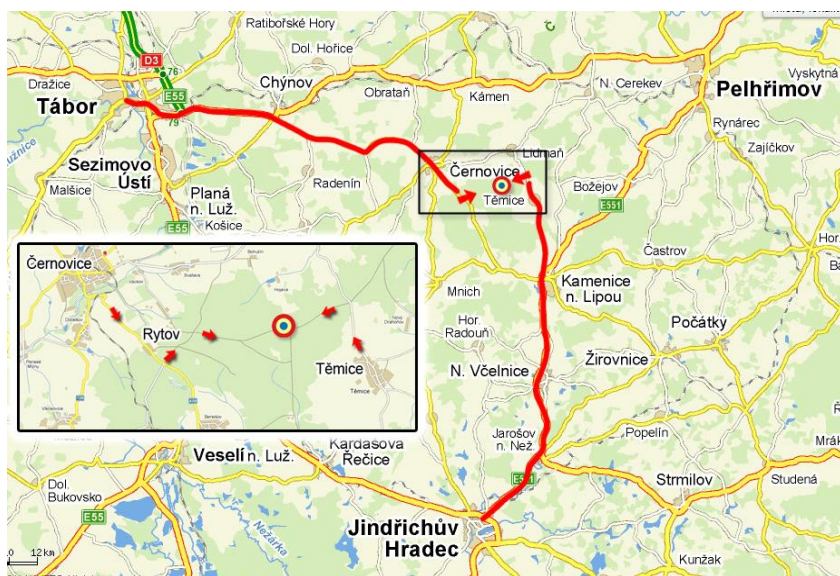 Ratibořské Hory
Dol. Hořice
D3
76
Dražice
Tábor
E55
79
Chýnov
Obrataň
Kámen
N. Cerekev
Pelhřimov
Vyskytná
Rynárec
Zajíčkov
Sezimovo
Ústí
Malšice
Planá
n. Luž.
Košice
Radenín
Černovice
Lidmaň
Těmice
Božejov
E551
Častrov
Hor.
Mnich
Kamenice
n. Lipou
Hor.
Radouň
Počátky
Žirovnice
N. Včelnice
Černovice
Rytov
Těmice
Těmice
Jarošov
n. Než.
Popelín
Kardašova
Řečice
Veselí n. Luž.
Dol.
Bukovsko
E55
Nežárka
Strmilov
Studená
Jindřichův
Hradec
Kunžak
12 km